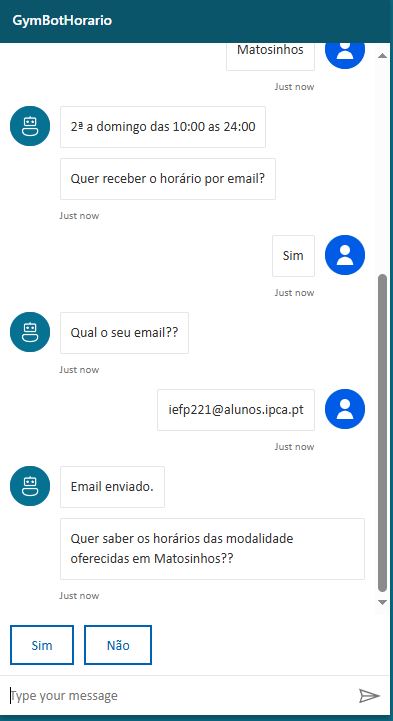 GymBotHorario
Matosinhos
Just now
2ª a domingo das 10:00 as 24:00
Quer receber o horário por email?
Just now
Sim
Just now
Qual o seu email??
Just now
iefp221@alunos.ipca.pt
Just now
Email enviado.
Quer saber os horários das modalidade
oferecidas em Matosinhos??
Just now
Sim
Não
Type your message